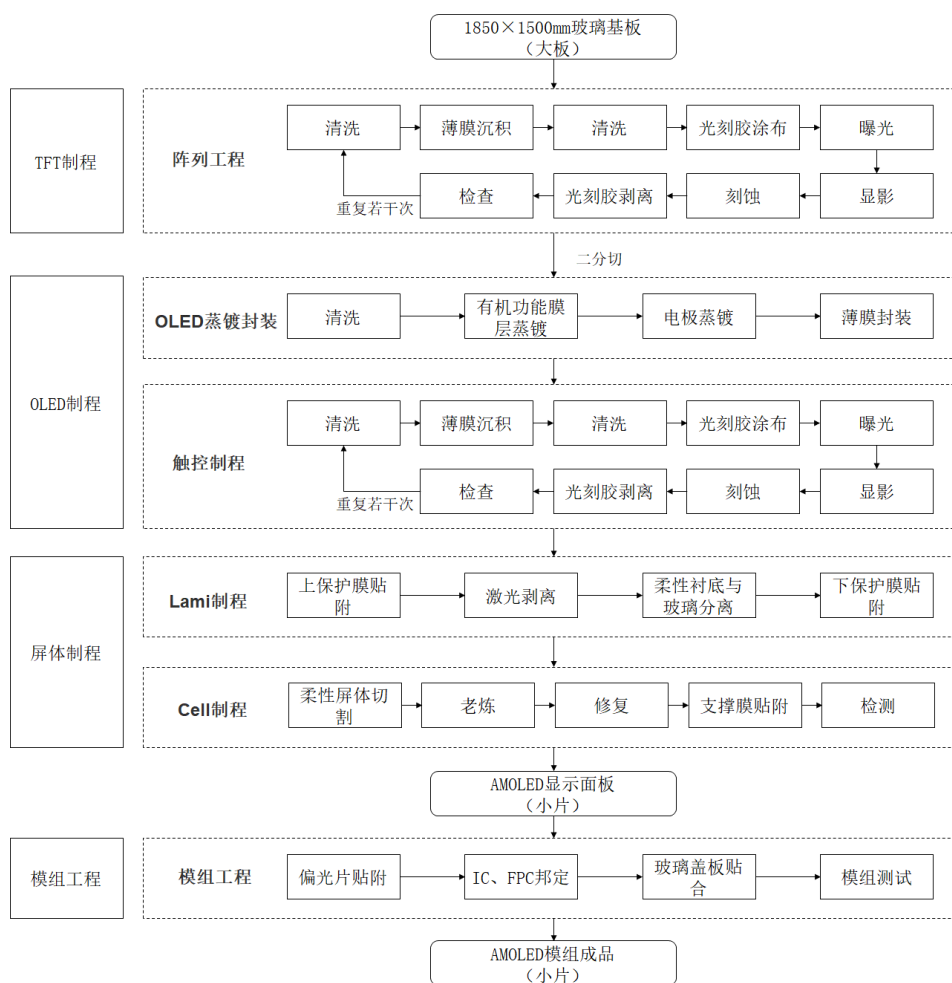 1850×1500mm玻璃基板
（大板）
TFT制程
阵列工程
清洗
薄膜沉积
清洗
光刻胶涂布
曝光
检查
光刻胶剥离
刻蚀
显影
重复若干次
二分切
OLED制程
OLED蒸镀封装
清洗
有机功能膜
层蒸镀
电极蒸镀
薄膜封装
触控制程
清洗
薄膜沉积
清洗
光刻胶涂布
曝光
检查
光刻胶剥离
刻蚀
显影
重复若干次
屏体制程
Lami制程
上保护膜贴
附
激光剥离
柔性衬底与
玻璃分离
下保护膜贴
附
Cell制程
柔性屏体切
割
老炼
修复
支撑膜贴附
检测
AMOLED显示面板
（小片）
模组工程
模组工程
偏光片贴附
IC、FPC邦定
玻璃盖板贴
合
模组测试
AMOLED模组成品
（小片）